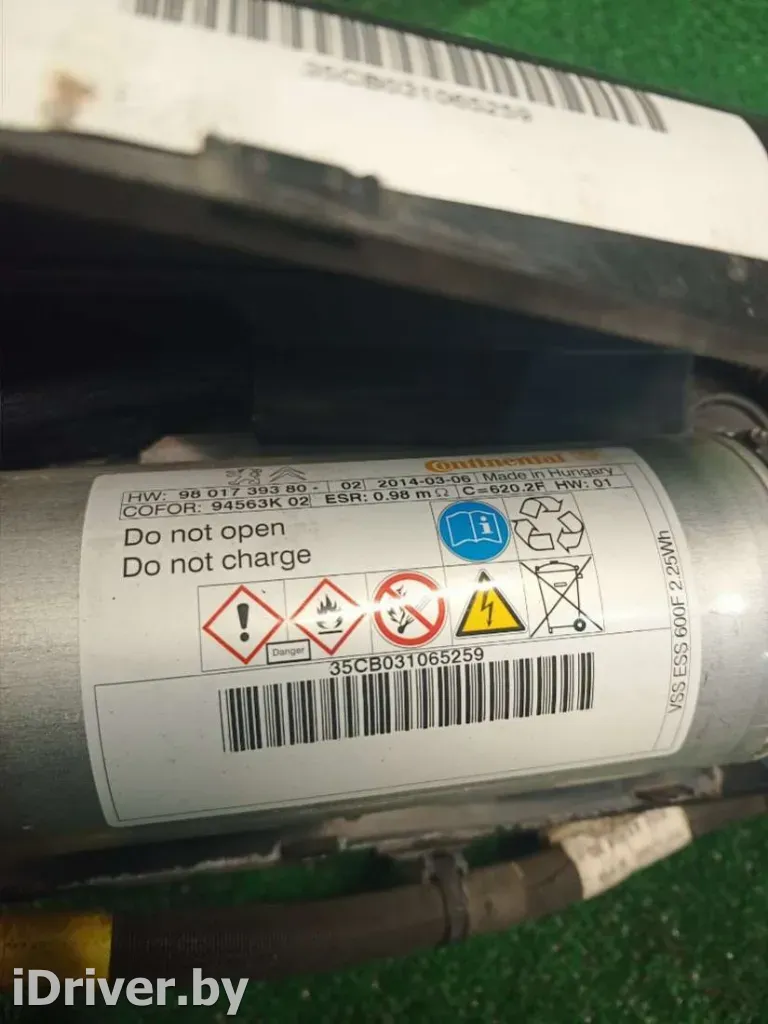 35CB031065259
Continental
HW: 98 017 393 80 - 02 2014-03-06 Made in Hungary
COFOR: 94563K 02 ESR: 0.98 mΩ C=620.2F HW: 01
Do not open
Do not charge
Danger
35CB031065259
VSS ESS 600F 2.25Wh
iDriver.by